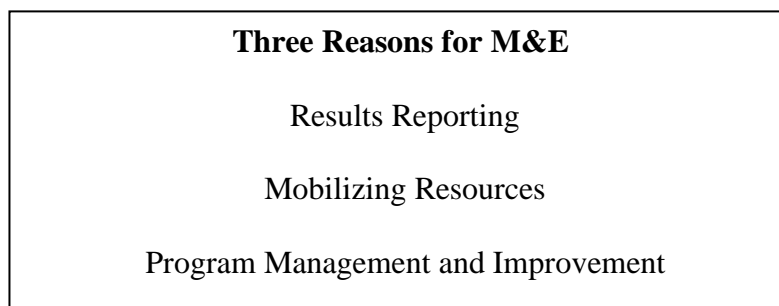 Three Reasons for M&E
Results Reporting
Mobilizing Resources
Program Management and Improvement